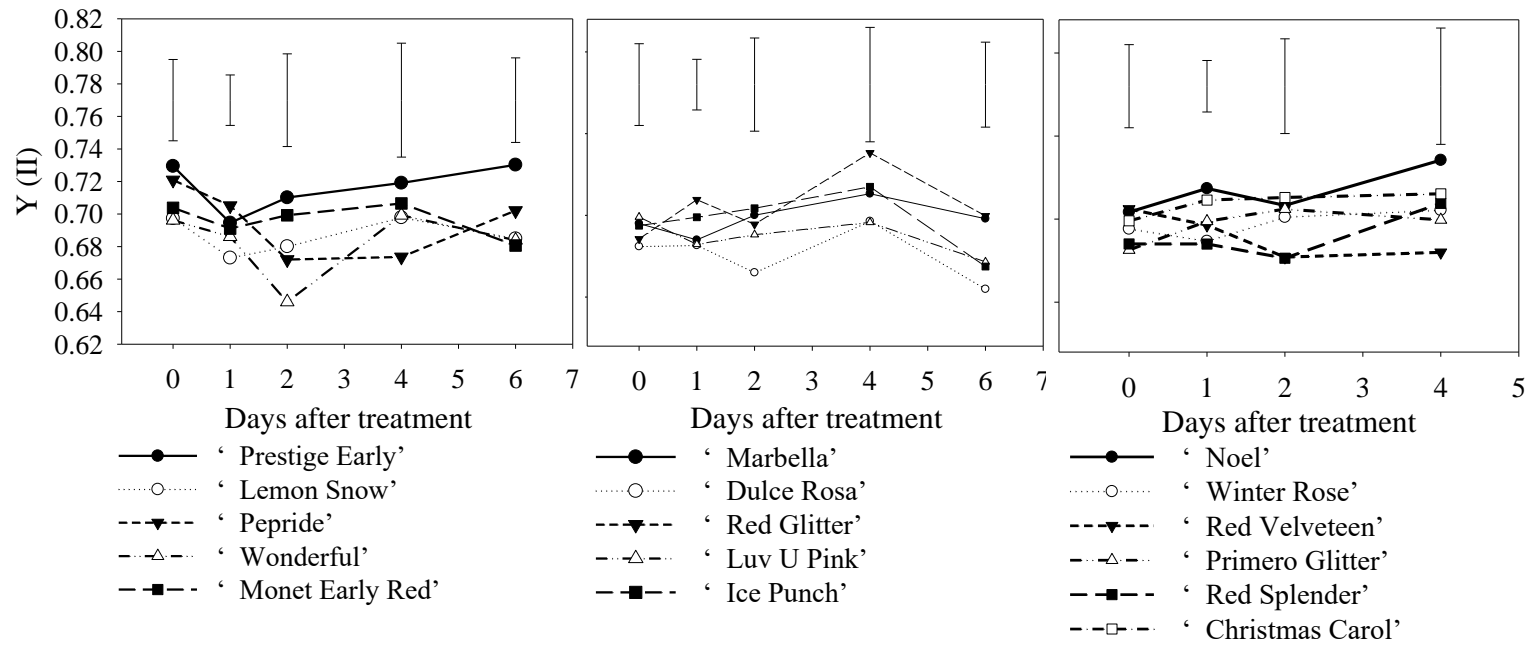 0.82
0.80
0.78
0.76
0.74
0.72
0.70
0.68
0.66
0.64
0.62
Y (II)
0 1 2 3 4 5 6 7
Days after treatment
‘ Prestige Early’
‘ Lemon Snow’
‘ Pepride’
‘ Wonderful’
‘ Monet Early Red’
0 1 2 3 4 5 6 7
Days after treatment
‘ Marbella’
‘ Dulce Rosa’
‘ Red Glitter’
‘ Luv U Pink’
‘ Ice Punch’
0 1 2 3 4 5
Days after treatment
‘ Noel’
‘ Winter Rose’
‘ Red Velveteen’
‘ Primero Glitter’
‘ Red Splender’
‘ Christmas Carol’